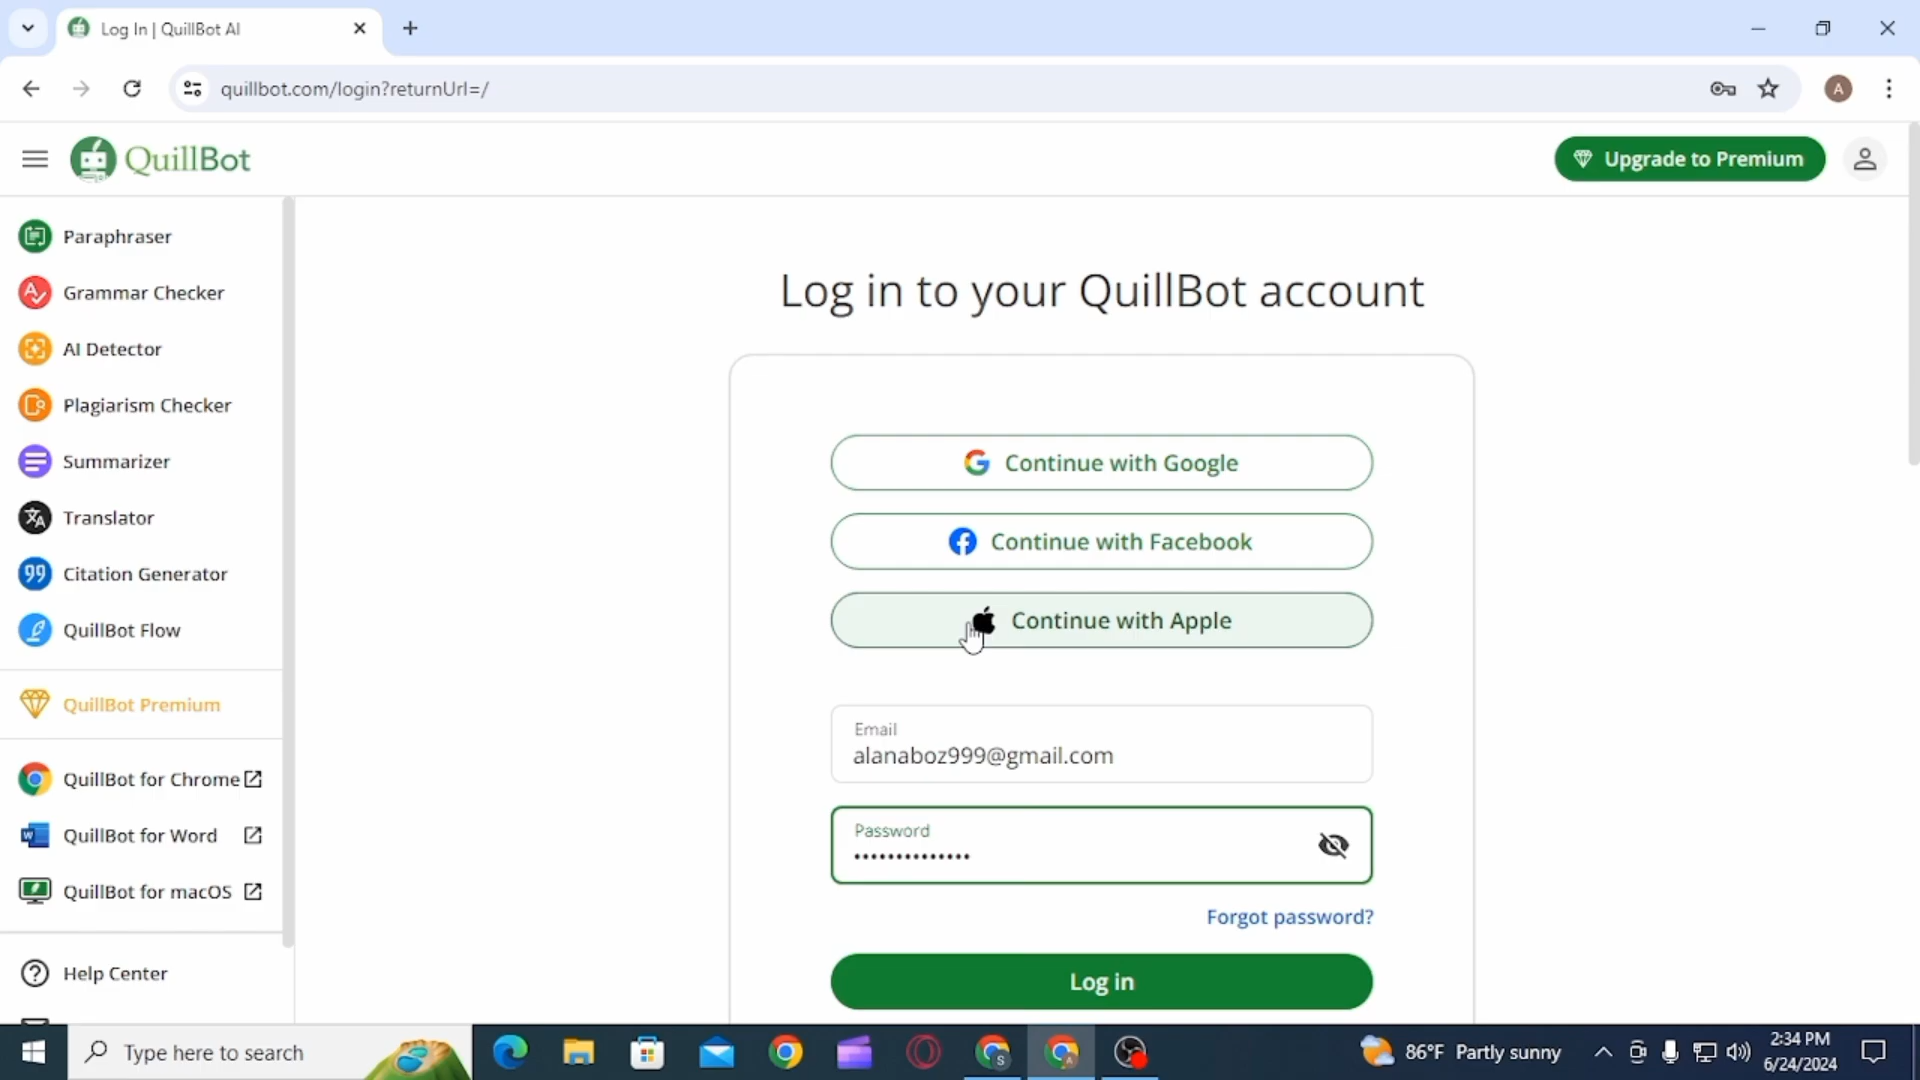 Log In | QuillBot AI
quillbot.com/login?returnUrl=/
A
QuillBot
Upgrade to Premium
Paraphraser
Grammar Checker
AI Detector
Plagiarism Checker
Summarizer
Translator
Citation Generator
QuillBot Flow
QuillBot Premium
QuillBot for Chrome
QuillBot for Word
QuillBot for macOS
Help Center
Log in to your QuillBot account
Continue with Google
Continue with Facebook
Continue with Apple
Email
alanaboz999@gmail.com
Password
••••••••••••••
Forgot password?
Log in
Type here to search
86°F Partly sunny
2:34 PM
6/24/2024